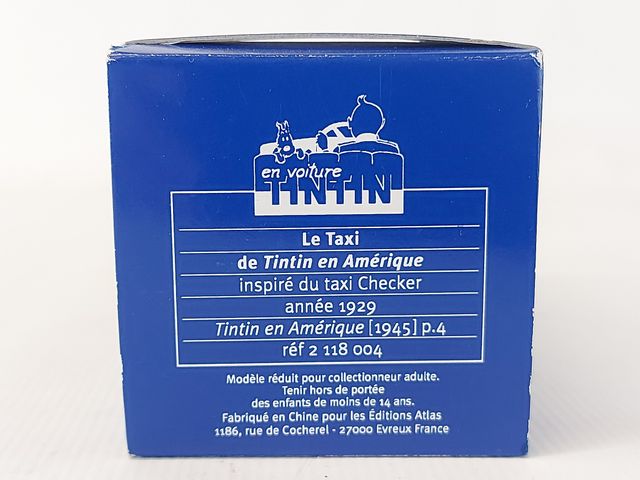 en voiture
TINTIN
Le Taxi
de Tintin en Amérique
inspiré du taxi Checker
année 1929
Tintin en Amérique [1945] p.4
réf 2 118 004
Modèle réduit pour collectionneur adulte.
Tenir hors de portée
des enfants de moins de 14 ans.
Fabriqué en Chine pour les Éditions Atlas
1186, rue de Cocherel - 27000 Evreux France